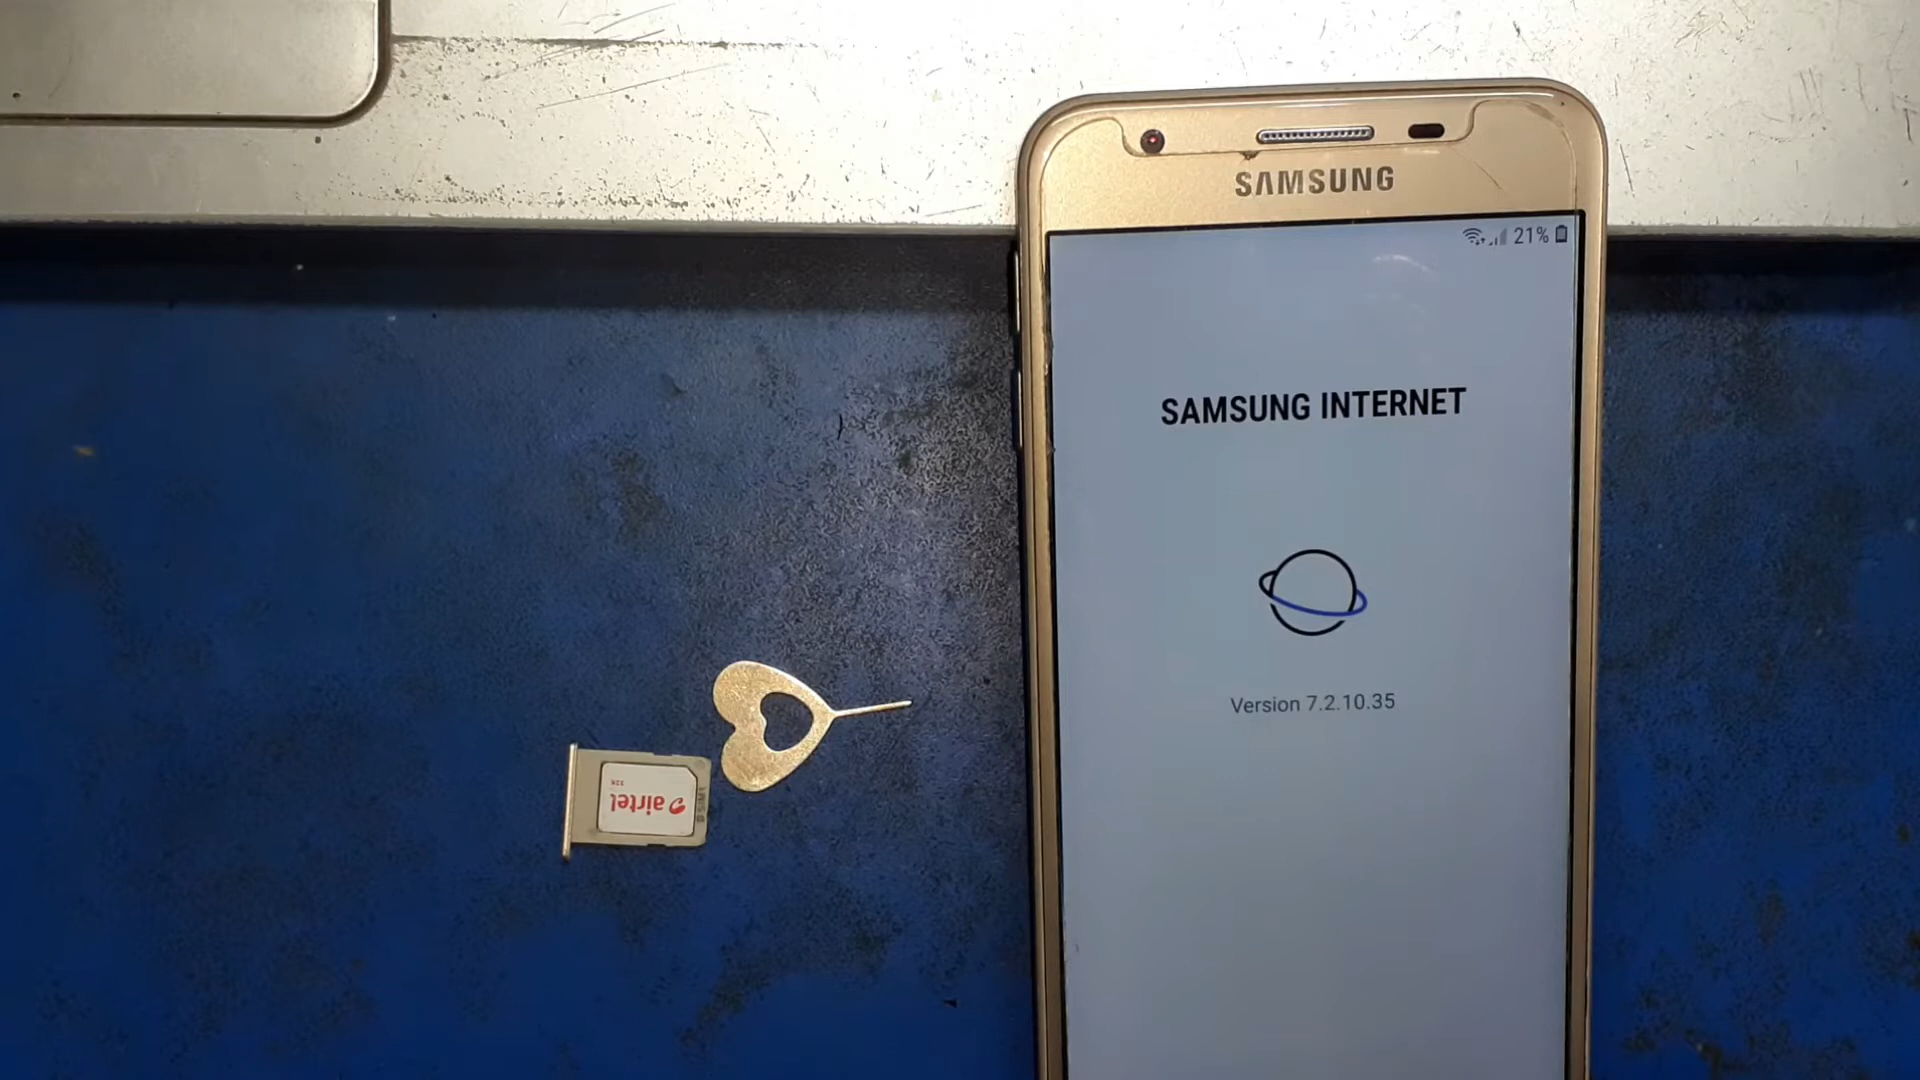 SAMSUNG
21%
SAMSUNG INTERNET
Version 7.2.10.35
airtel